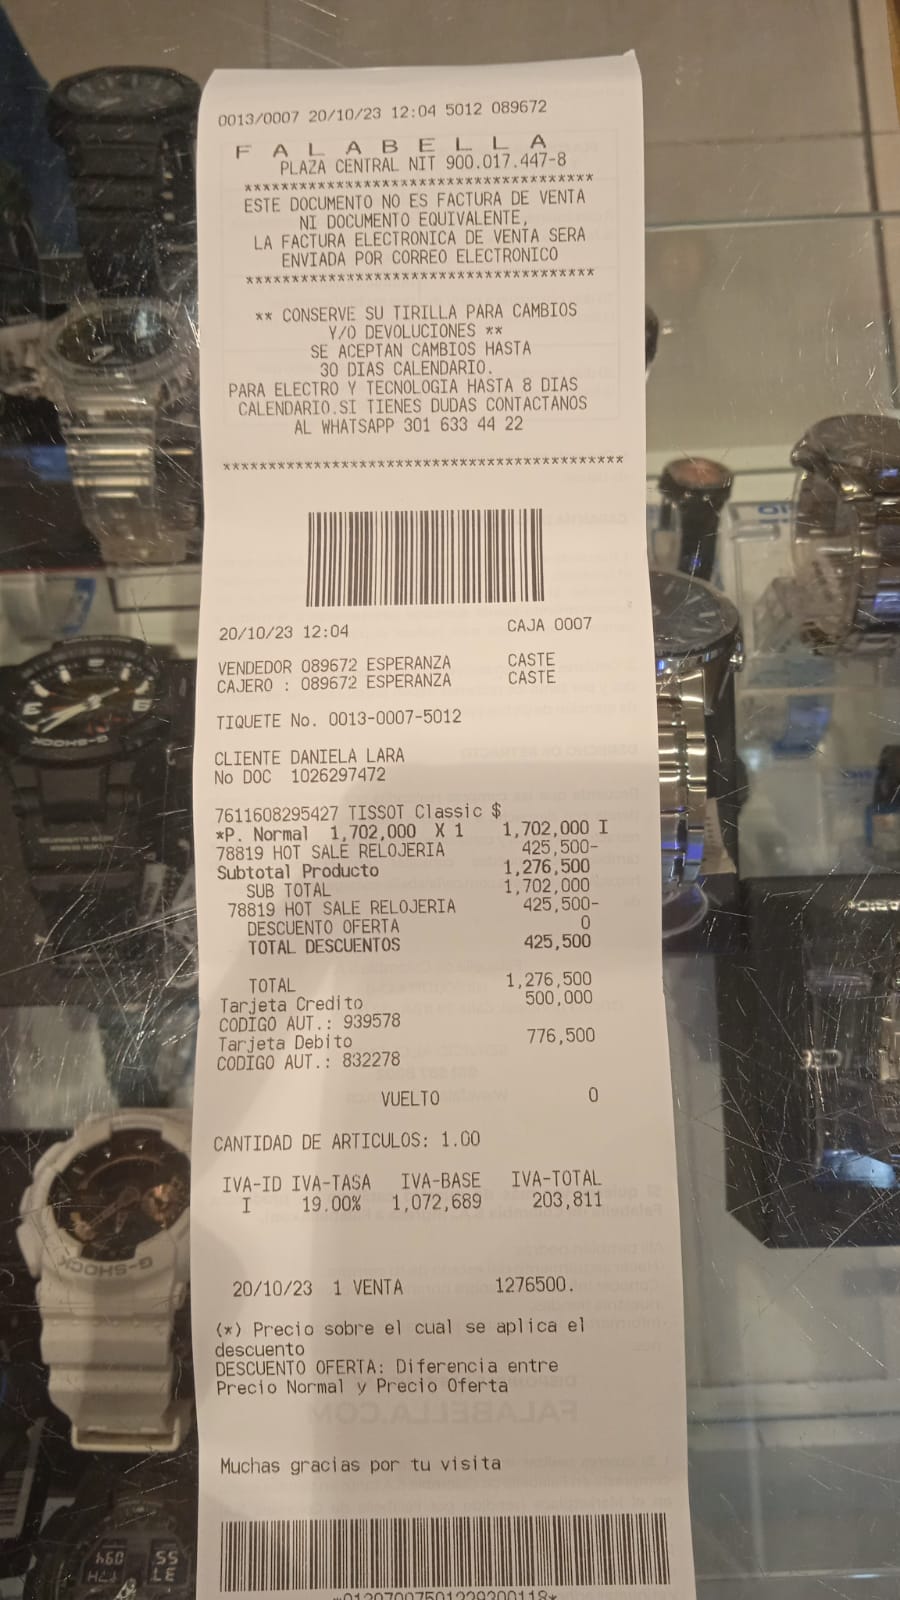 0013/0007 20/10/23 12:04 5012 089672
F A L A B E L L A
PLAZA CENTRAL NIT 900.017.447-8
**************************************
ESTE DOCUMENTO NO ES FACTURA DE VENTA
NI DOCUMENTO EQUIVALENTE,
LA FACTURA ELECTRONICA DE VENTA SERA
ENVIADA POR CORREO ELECTRONICO
**************************************
** CONSERVE SU TIRILLA PARA CAMBIOS
Y/O DEVOLUCIONES **
SE ACEPTAN CAMBIOS HASTA
30 DIAS CALENDARIO.
PARA ELECTRO Y TECNOLOGIA HASTA 8 DIAS
CALENDARIO.SI TIENES DUDAS CONTACTANOS
AL WHATSAPP 301 633 44 22
********************************************
20/10/23 12:04 CAJA 0007
VENDEDOR 089672 ESPERANZA CASTE
CAJERO : 089672 ESPERANZA CASTE
TIQUETE No. 0013-0007-5012
CLIENTE DANIELA LARA
No DOC 1026297472
7611608295427 TISSOT Classic $
*P. Normal 1,702,000 X 1 1,702,000 I
78819 HOT SALE RELOJERIA 425,500-
Subtotal Producto 1,276,500
SUB TOTAL 1,702,000
78819 HOT SALE RELOJERIA 425,500-
DESCUENTO OFERTA 0
TOTAL DESCUENTOS 425,500
TOTAL 1,276,500
Tarjeta Credito 500,000
CODIGO AUT.: 939578
Tarjeta Debito 776,500
CODIGO AUT.: 832278
VUELTO 0
CANTIDAD DE ARTICULOS: 1.00
IVA-ID IVA-TASA IVA-BASE IVA-TOTAL
I 19.00% 1,072,689 203,811
20/10/23 1 VENTA 1276500.
(*) Precio sobre el cual se aplica el
descuento
DESCUENTO OFERTA: Diferencia entre
Precio Normal y Precio Oferta
FALABELLA.COM
Muchas gracias por tu visita
G-SHOCK
G-SHOCK